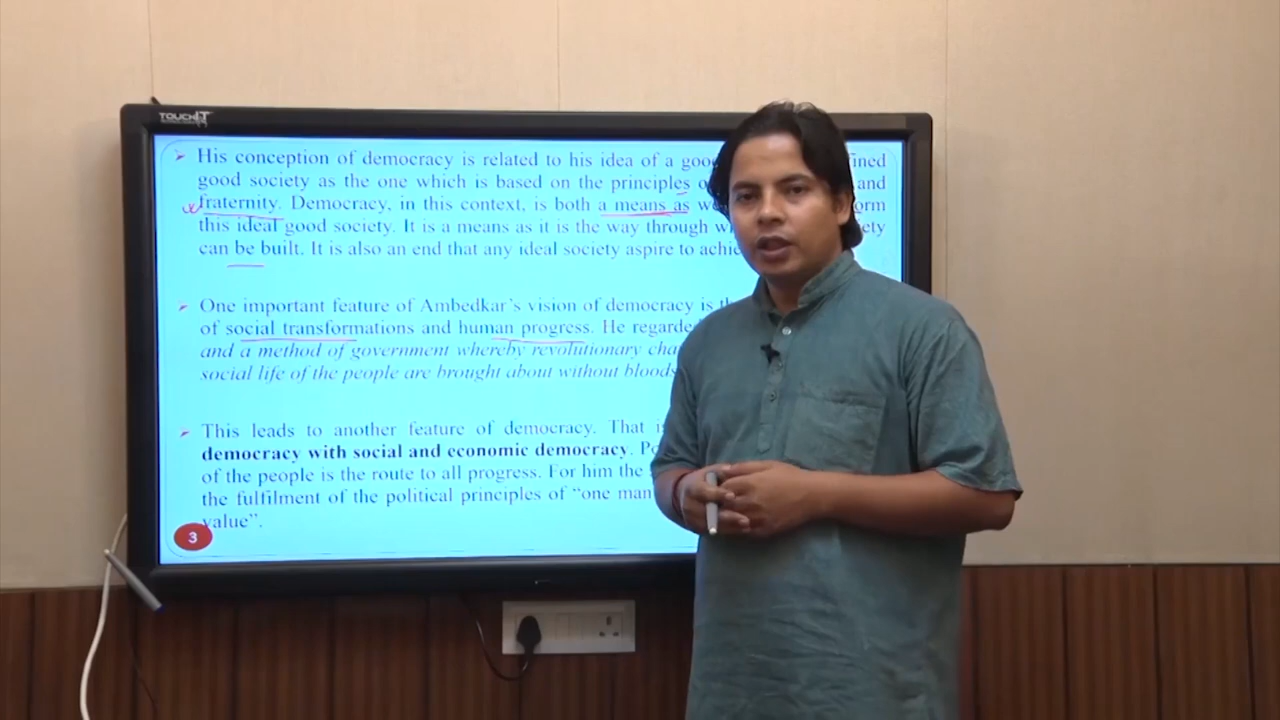 TOUCHIT
His conception of democracy is related to his idea of a good
good society as the one which is based on the principles and
fraternity. Democracy, in this context, is both a means as
this ideal good society. It is a means as it is the way through
can be built. It is also an end that any ideal society aspire to
One important feature of Ambedkar's vision of democracy is
of social transformations and human progress. He
and a method of government whereby revolutionary
social life of the people are brought about without
This leads to another feature of democracy. That
democracy with social and economic democracy.
of the people is the route to all progress. For him the
the fulfilment of the political principles of "one man
value".
3